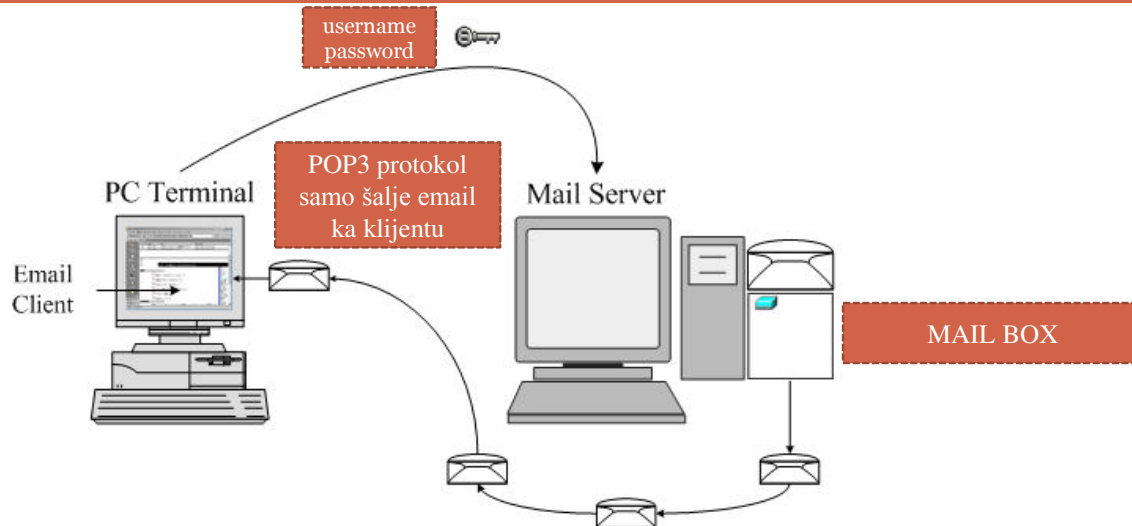 username
password
POP3 protokol
samo šalje email
ka klijentu
PC Terminal
Mail Server
Email
Client
MAIL BOX